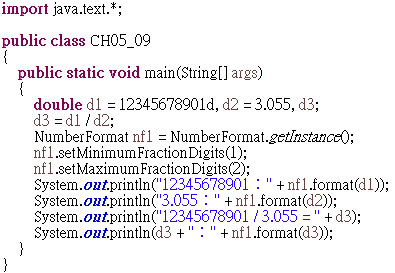 import java.text.*;
public class CH05_09
{
public static void main(String[] args)
{
double d1 = 12345678901d, d2 = 3.055, d3;
d3 = d1 / d2;
NumberFormat nf1 = NumberFormat.getInstance();
nf1.setMinimumFractionDigits(1);
nf1.setMaximumFractionDigits(2);
System.out.println("12345678901：" + nf1.format(d1));
System.out.println("3.055：" + nf1.format(d2));
System.out.println("12345678901 / 3.055 = " + d3);
System.out.println(d3 + "：" + nf1.format(d3));
}
}